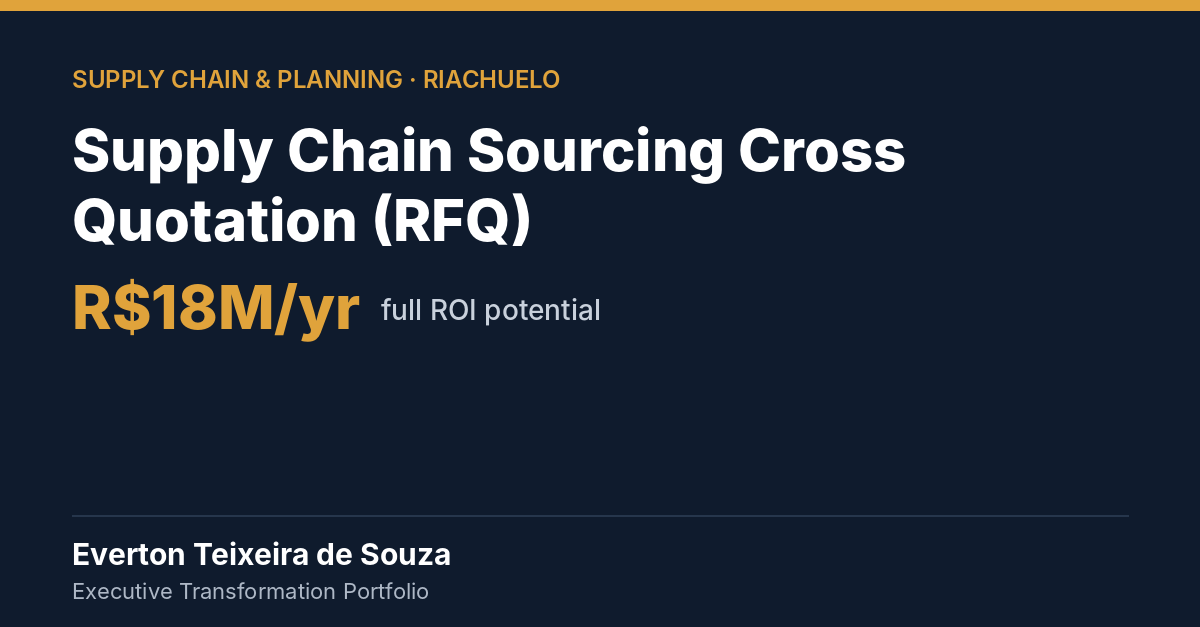 SUPPLY CHAIN & PLANNING · RIACHUELO
Supply Chain Sourcing Cross
Quotation (RFQ)
R$18M/yr full ROI potential
Everton Teixeira de Souza
Executive Transformation Portfolio